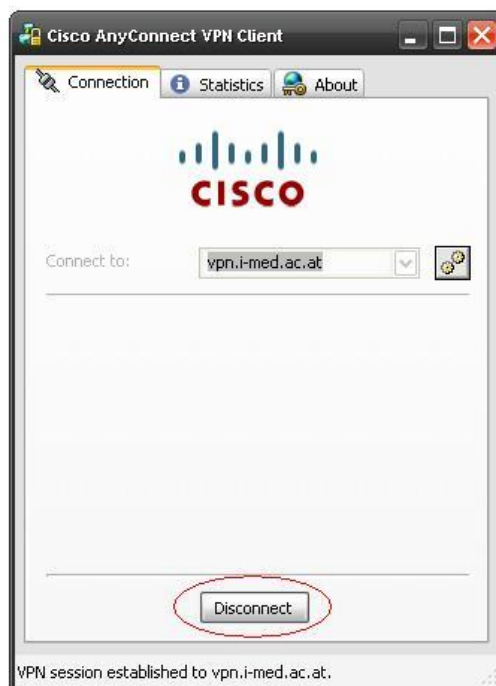 Cisco AnyConnect VPN Client
Connection Statistics About
CISCO
Connect to: vpn.i-med.ac.at
Disconnect
VPN session established to vpn.i-med.ac.at.